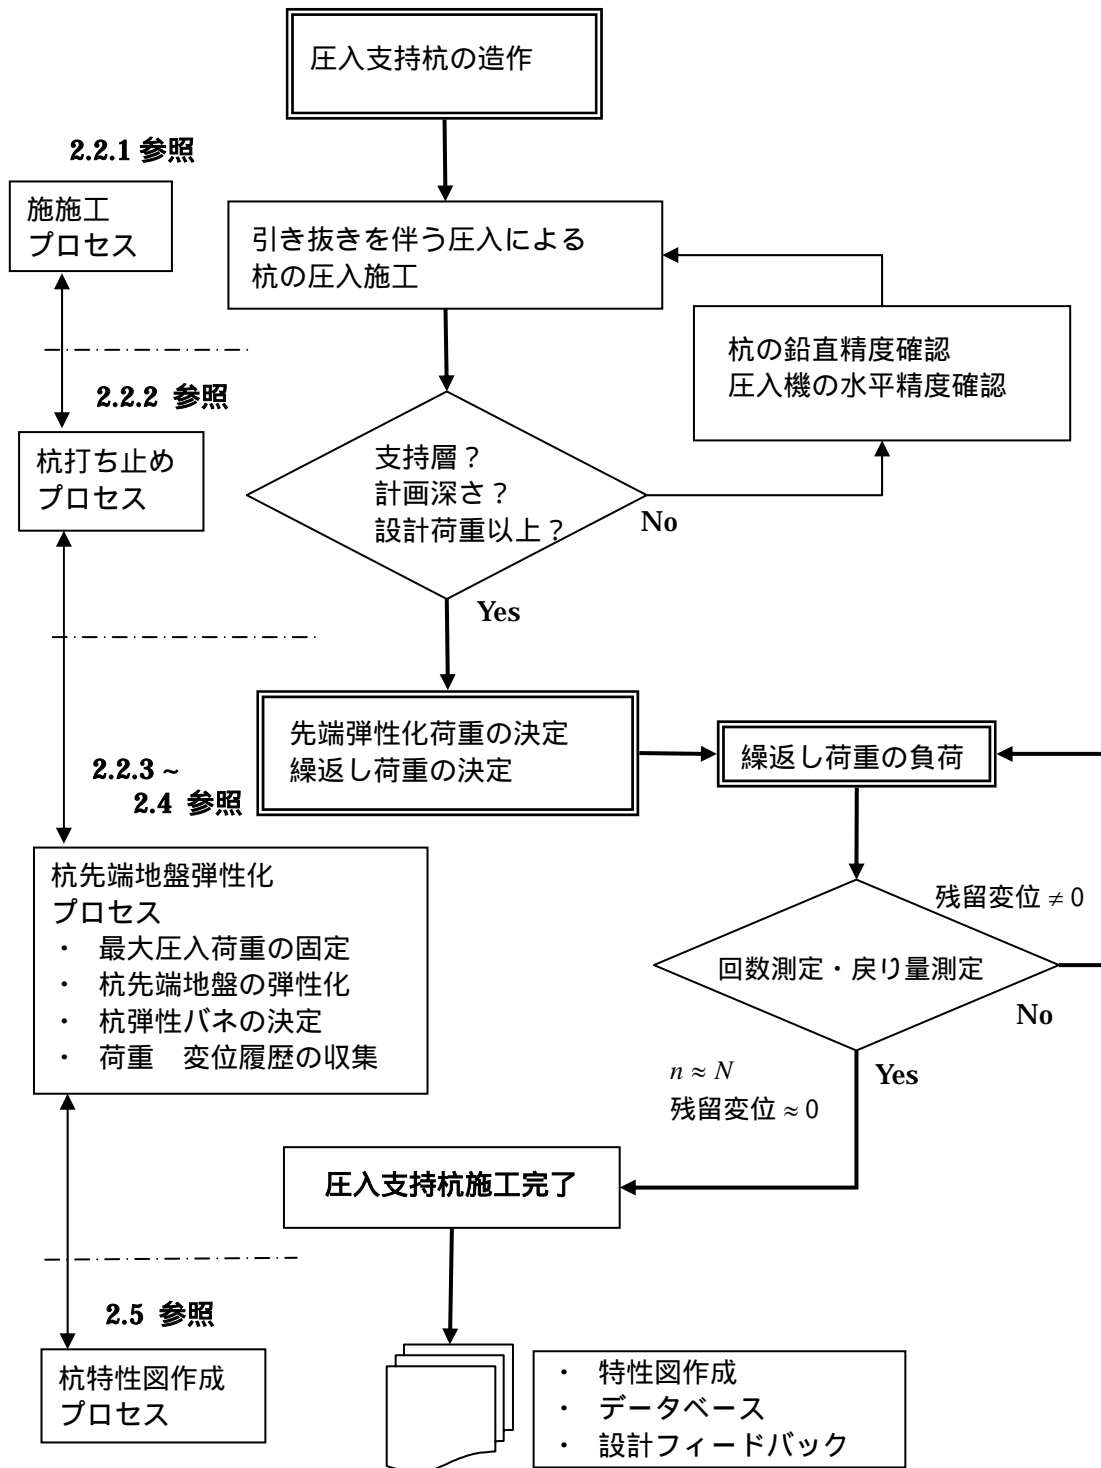 圧入支持杭の造作
2.2.1 参照
施施工
プロセス
引き抜きを伴う圧入による
杭の圧入施工
杭の鉛直精度確認
圧入機の水平精度確認
2.2.2 参照
杭打ち止め
プロセス
支持層？
計画深さ？
設計荷重以上？
No
Yes
先端弾性化荷重の決定
繰返し荷重の決定
繰返し荷重の負荷
2.2.3 ~
2.4 参照
杭先端地盤弾性化
プロセス
・ 最大圧入荷重の固定
・ 杭先端地盤の弾性化
・ 杭弾性バネの決定
・ 荷重　変位履歴の収集
残留変位 ≠ 0
回数測定・戻り量測定
No
Yes
n ≈ N
残留変位 ≈ 0
圧入支持杭施工完了
2.5 参照
杭特性図作成
プロセス
・ 特性図作成
・ データベース
・ 設計フィードバック